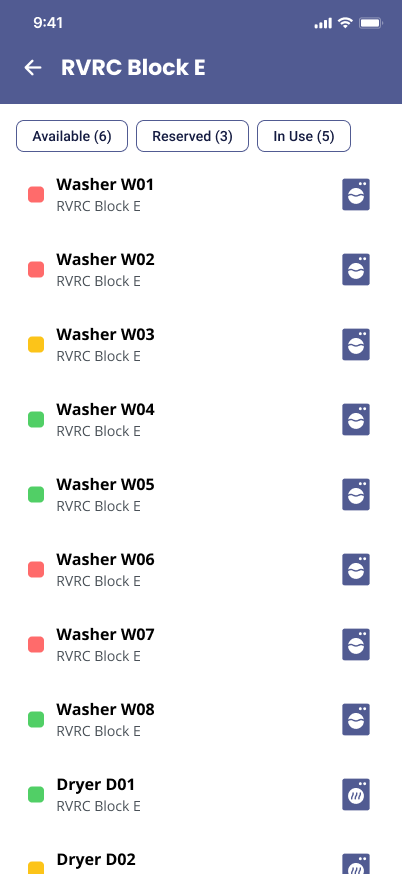 9:41
RVRC Block E
Available (6) Reserved (3) In Use (5)
Washer W01
RVRC Block E
Washer W02
RVRC Block E
Washer W03
RVRC Block E
Washer W04
RVRC Block E
Washer W05
RVRC Block E
Washer W06
RVRC Block E
Washer W07
RVRC Block E
Washer W08
RVRC Block E
Dryer D01
RVRC Block E
Dryer D02